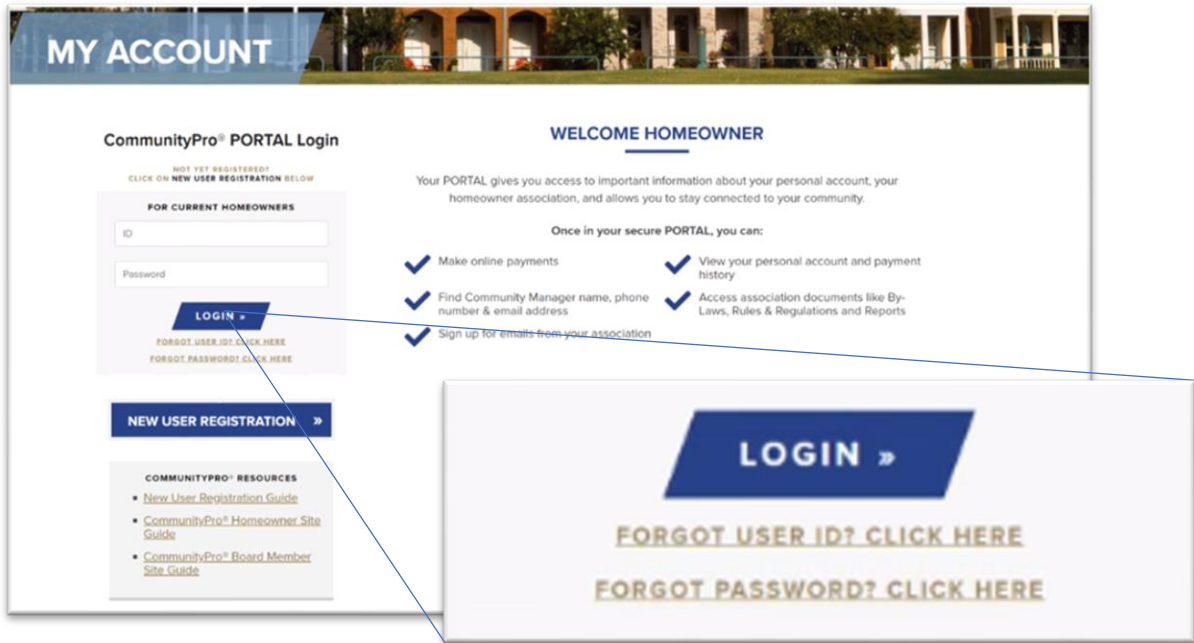 MY ACCOUNT
CommunityPro® PORTAL Login
NOT YET REGISTERED?
CLICK ON NEW USER REGISTRATION BELOW
FOR CURRENT HOMEOWNERS
ID
Password
LOGIN »
FORGOT USER ID? CLICK HERE
FORGOT PASSWORD? CLICK HERE
NEW USER REGISTRATION »
COMMUNITYPRO® RESOURCES
▪ New User Registration Guide
▪ CommunityPro® Homeowner Site
Guide
▪ CommunityPro® Board Member
Site Guide
WELCOME HOMEOWNER
Your PORTAL gives you access to important information about your personal account, your
homeowner association, and allows you to stay connected to your community.
Once in your secure PORTAL, you can:
Make online payments
Find Community Manager name, phone
number & email address
Sign up for emails from your association
View your personal account and payment
history
Access association documents like By-
Laws, Rules & Regulations and Reports
LOGIN »
FORGOT USER ID? CLICK HERE
FORGOT PASSWORD? CLICK HERE